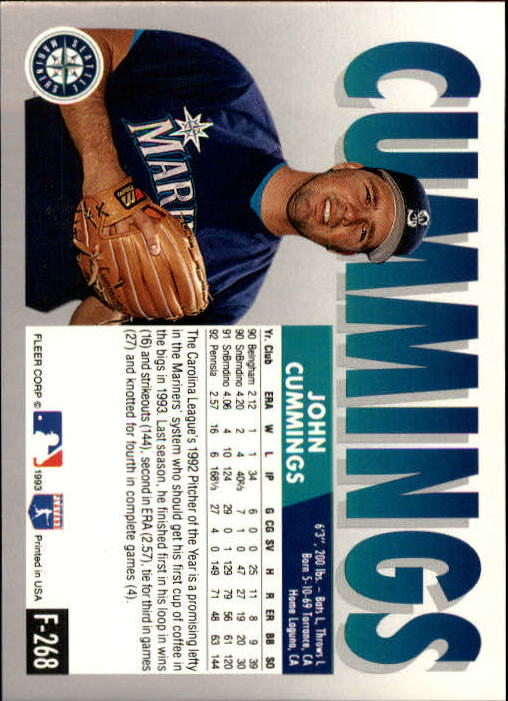 CUMMINGS
SEATTLE
MARINERS
MARI
JOHN
CUMMINGS
6'3", 200 lbs. – Bats L, Throws L
Born 5-10-69 Torrance, CA
Home Laguna, CA
Yr. Club ERA W L IP G CG SV H R ER BB SO
90 Belngham 2.12 1 1 34 6 0 0 25 11 8 9 39
90 SnBrndino 4.20 2 4 40⅔ 7 1 0 47 27 19 20 30
91 SnBrndino 4.06 4 10 124 29 0 1 129 79 56 61 120
92 Pennsla 2.57 16 6 168⅓ 27 4 0 149 71 48 63 144
The Carolina League's 1992 Pitcher of the Year is a promising lefty
in the Mariners' system who should get his first cup of coffee in
the bigs in 1993. Last season, he finished first in his loop in wins
(16) and strikeouts (144), second in ERA (2.57), tie for third in games
(27) and knotted for fourth in complete games (4).
FLEER CORP © 1993 Printed in USA F-268